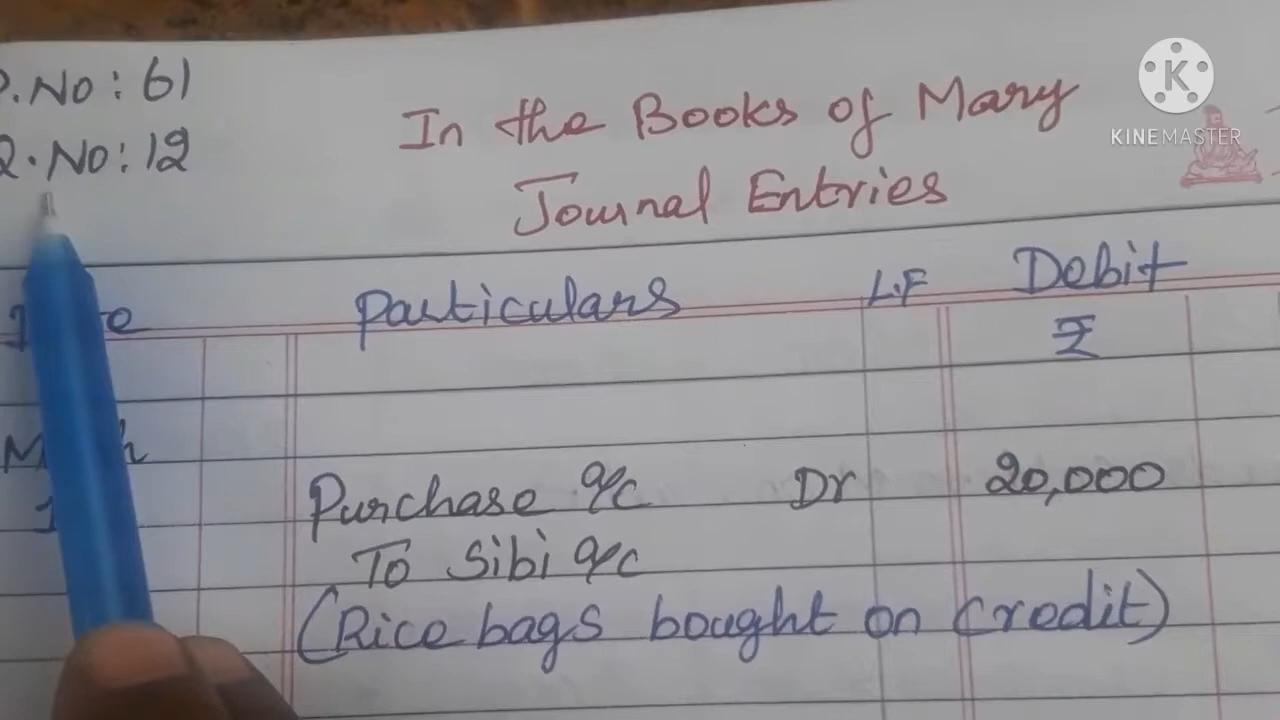 No: 61
In the Books of Mary
KINEMASTER
No: 12
Journal Entries
Particulars L.F Debit
₹
Purchase a/c Dr 20,000
To Sibi a/c
(Rice bags bought on Credit)